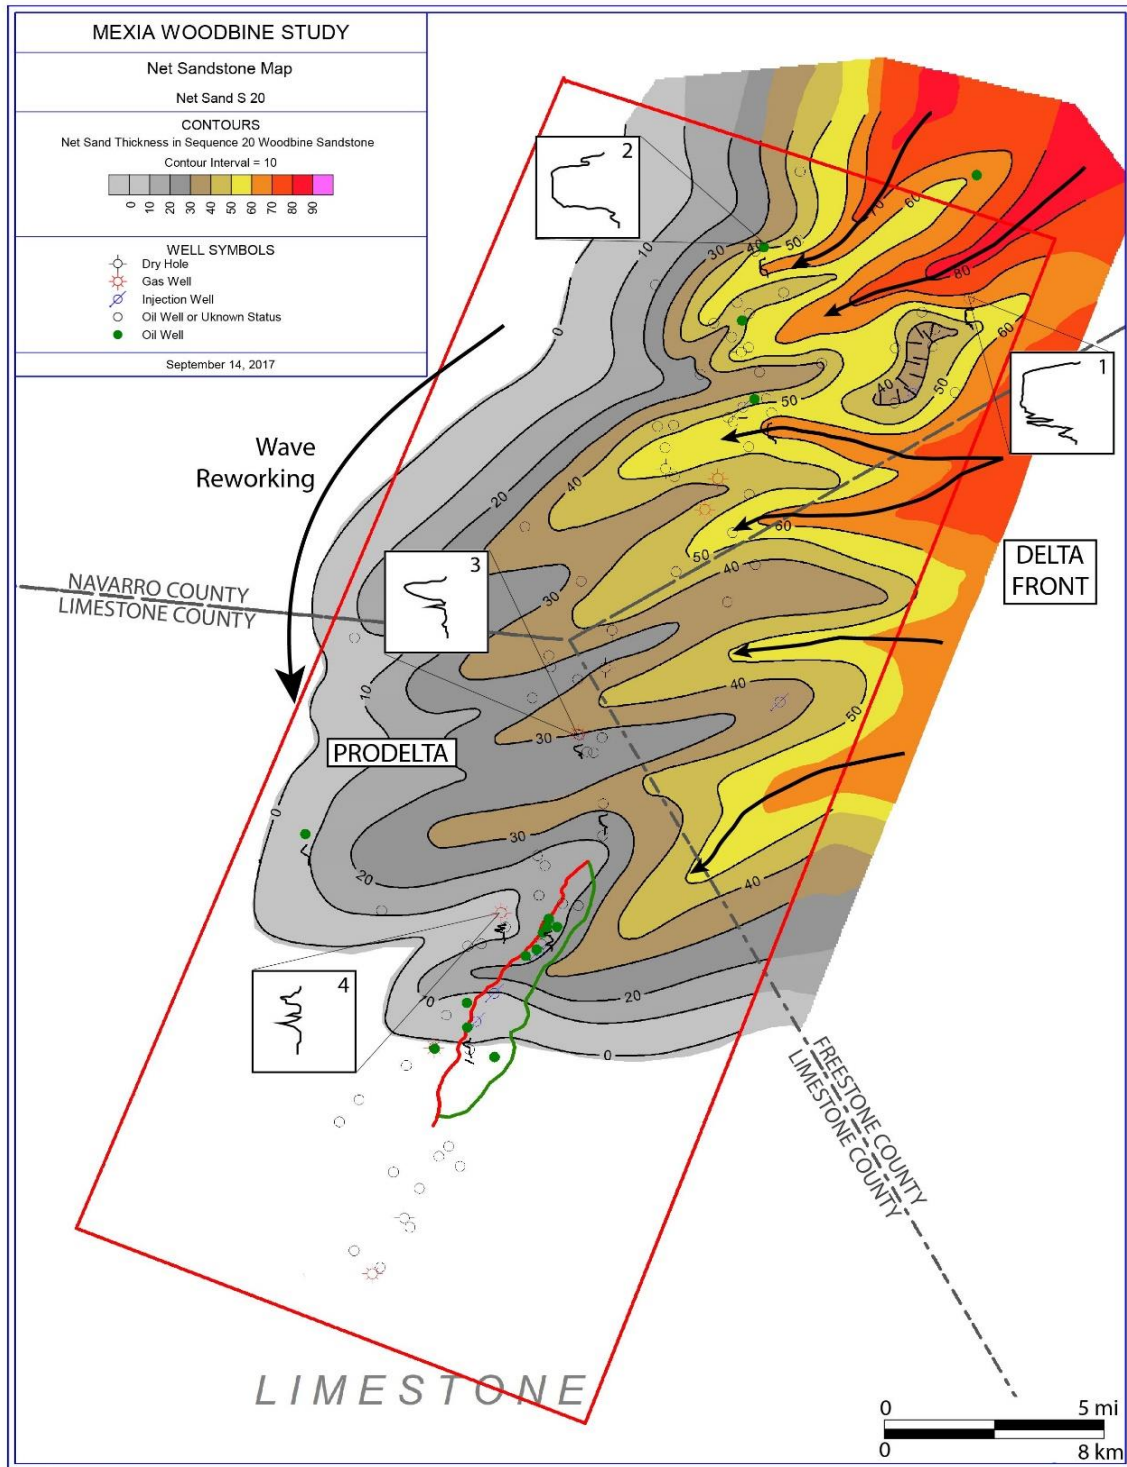 MEXIA WOODBINE STUDY
Net Sandstone Map
Net Sand S 20
CONTOURS
Net Sand Thickness in Sequence 20 Woodbine Sandstone
Contour Interval = 10
0 10 20 30 40 50 60 70 80 90
WELL SYMBOLS
Dry Hole
Gas Well
Injection Well
Oil Well or Uknown Status
Oil Well
September 14, 2017
2
10
30
40
50
70
60
80
60
0
1
40
50
Wave
Reworking
50
20
40
60
50
DELTA
FRONT
3
NAVARRO COUNTY
LIMESTONE COUNTY
40
30
10
40
50
30
PRODELTA
0
30
20
40
4
10
20
0
FREESTONE COUNTY
LIMESTONE COUNTY
LIMESTONE
0 5 mi
0 8 km